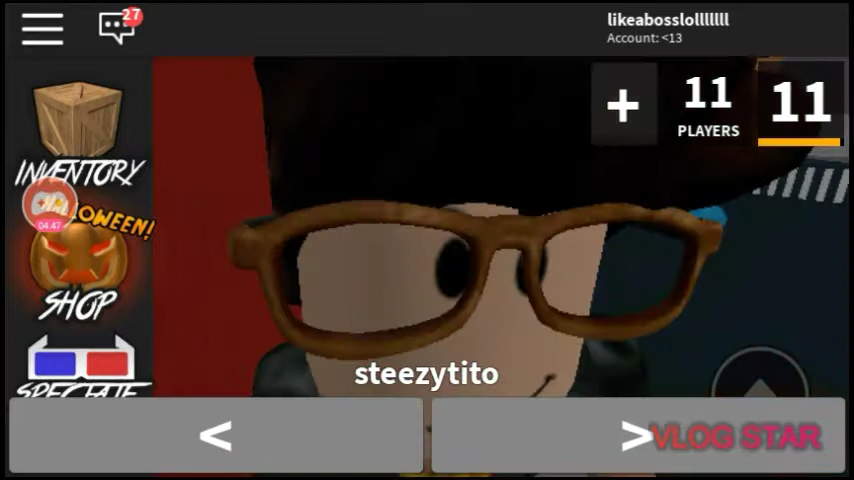 27
likeabosslolllllll
Account: <13
+
11
PLAYERS
11
INVENTORY
HALLOWEEN!
04:47
SHOP
SPECTATE
steezytito
<
>
VLOG STAR